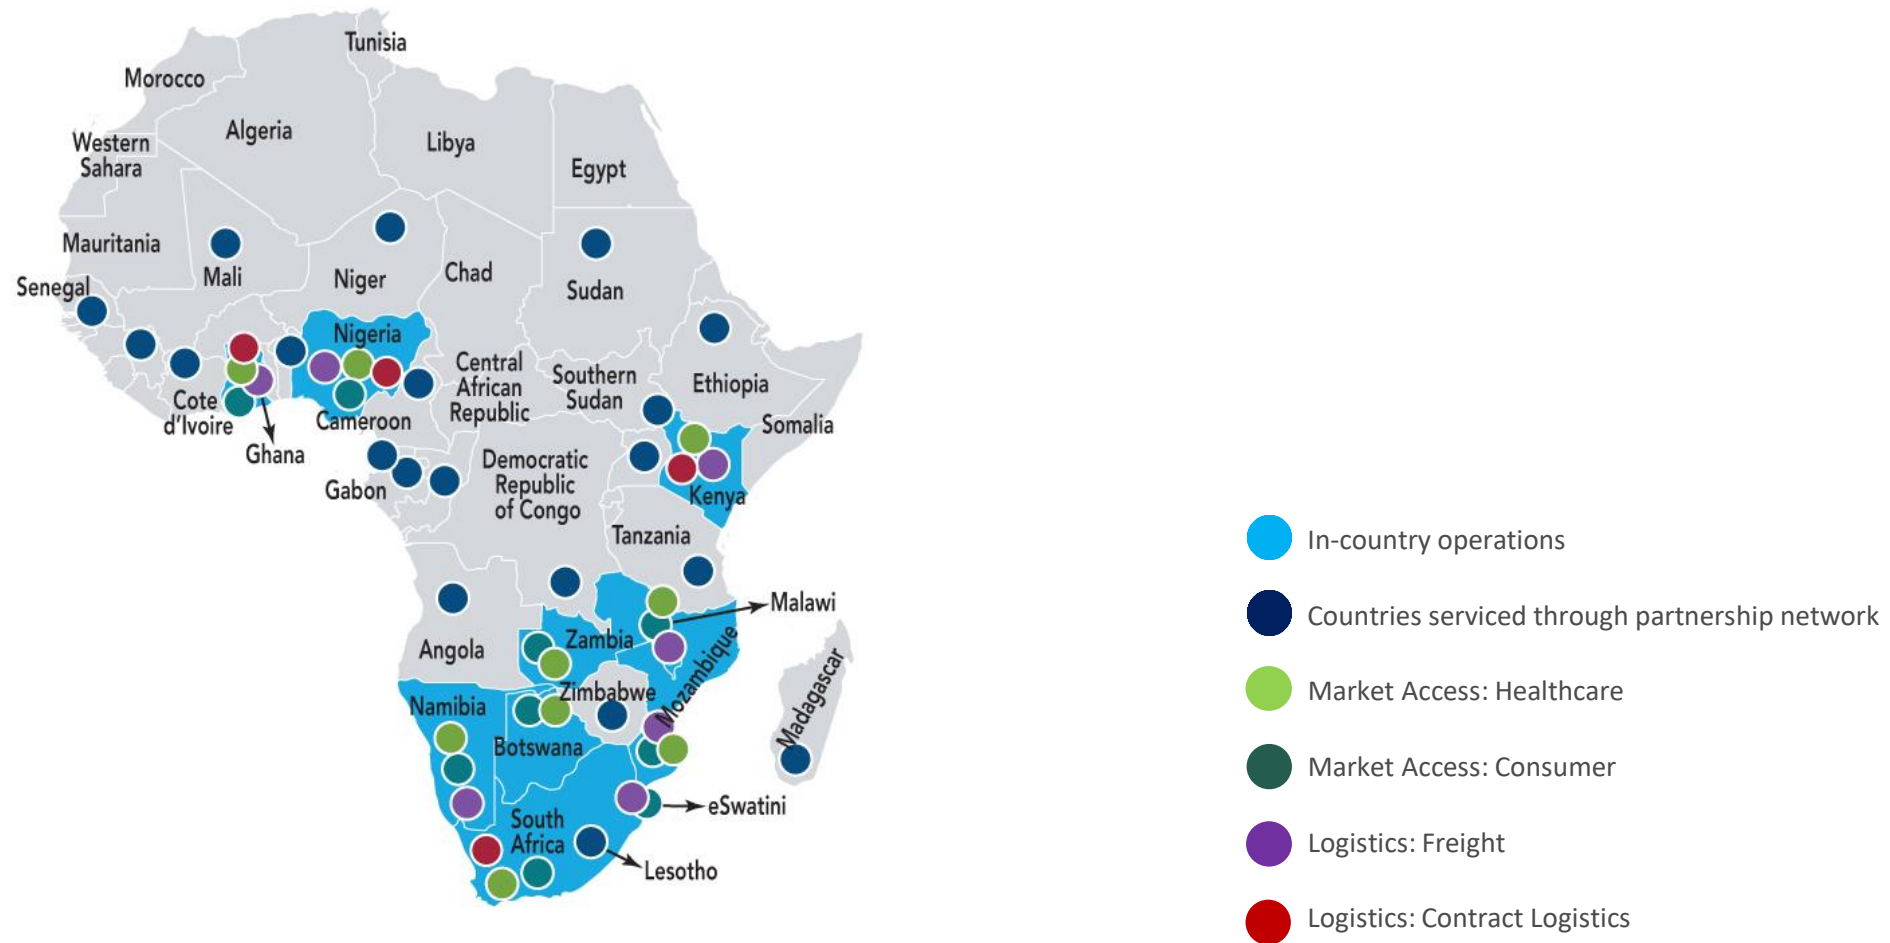 Tunisia
Morocco
Algeria
Libya
Western
Sahara
Egypt
Mauritania
Mali
Niger
Chad
Sudan
Senegal
Nigeria
Central
African
Republic
Southern
Sudan
Ethiopia
Cote
d'Ivoire
Cameroon
Somalia
Ghana
Gabon
Democratic
Republic
of Congo
Kenya
Tanzania
Malawi
Angola
Zambia
Mozambique
Madagascar
Namibia
Zimbabwe
Botswana
eSwatini
South
Africa
Lesotho
In-country operations
Countries serviced through partnership network
Market Access: Healthcare
Market Access: Consumer
Logistics: Freight
Logistics: Contract Logistics